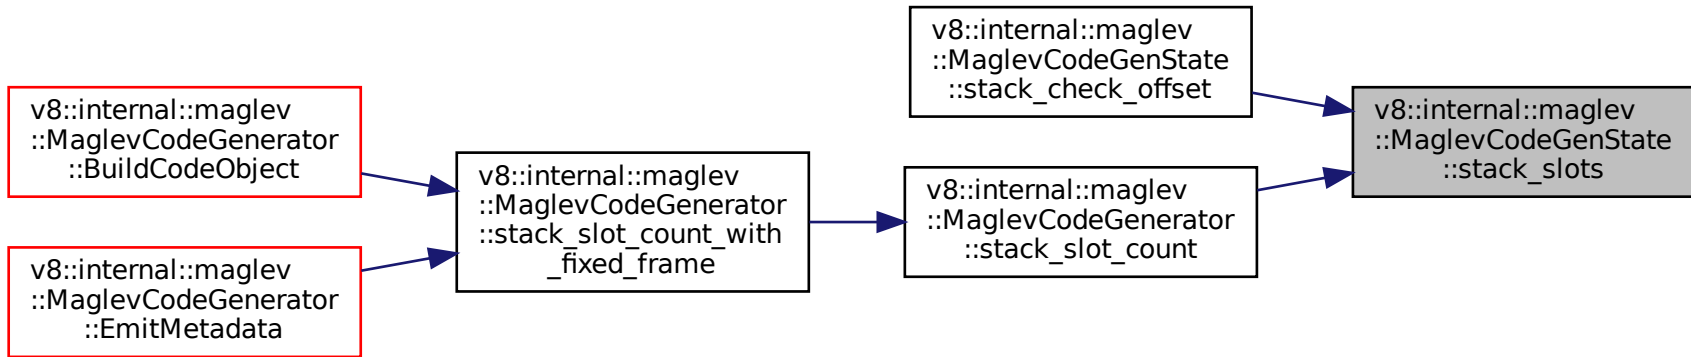 v8::internal::maglev
::MaglevCodeGenerator
::BuildCodeObject
v8::internal::maglev
::MaglevCodeGenerator
::EmitMetadata
v8::internal::maglev
::MaglevCodeGenerator
::stack_slot_count_with
_fixed_frame
v8::internal::maglev
::MaglevCodeGenState
::stack_check_offset
v8::internal::maglev
::MaglevCodeGenerator
::stack_slot_count
v8::internal::maglev
::MaglevCodeGenState
::stack_slots